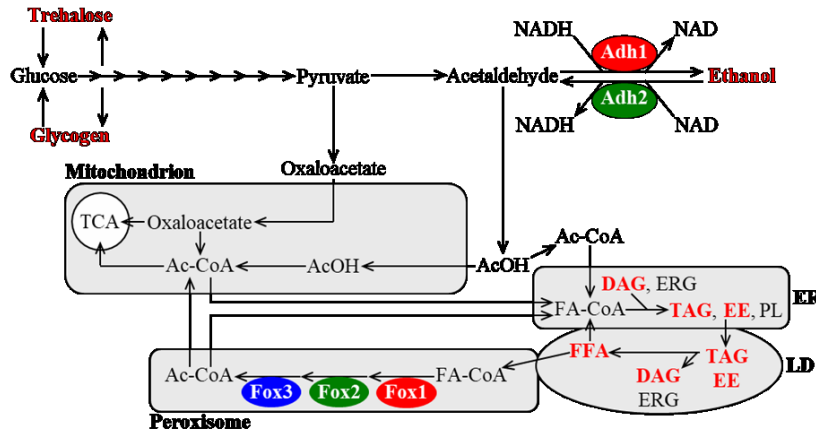 Trehalose
NADH Adh1 NAD
Glucose Pyruvate Acetaldehyde Ethanol
Adh2
Glycogen NADH NAD
Mitochondrion Oxaloacetate
TCA Oxaloacetate
Ac-CoA AcOH AcOH Ac-CoA
DAG, ERG ER
FA-CoA TAG, EE, PL
FFA TAG LD
EE
DAG
ERG
Ac-CoA Fox3 Fox2 Fox1 FA-CoA
Peroxisome